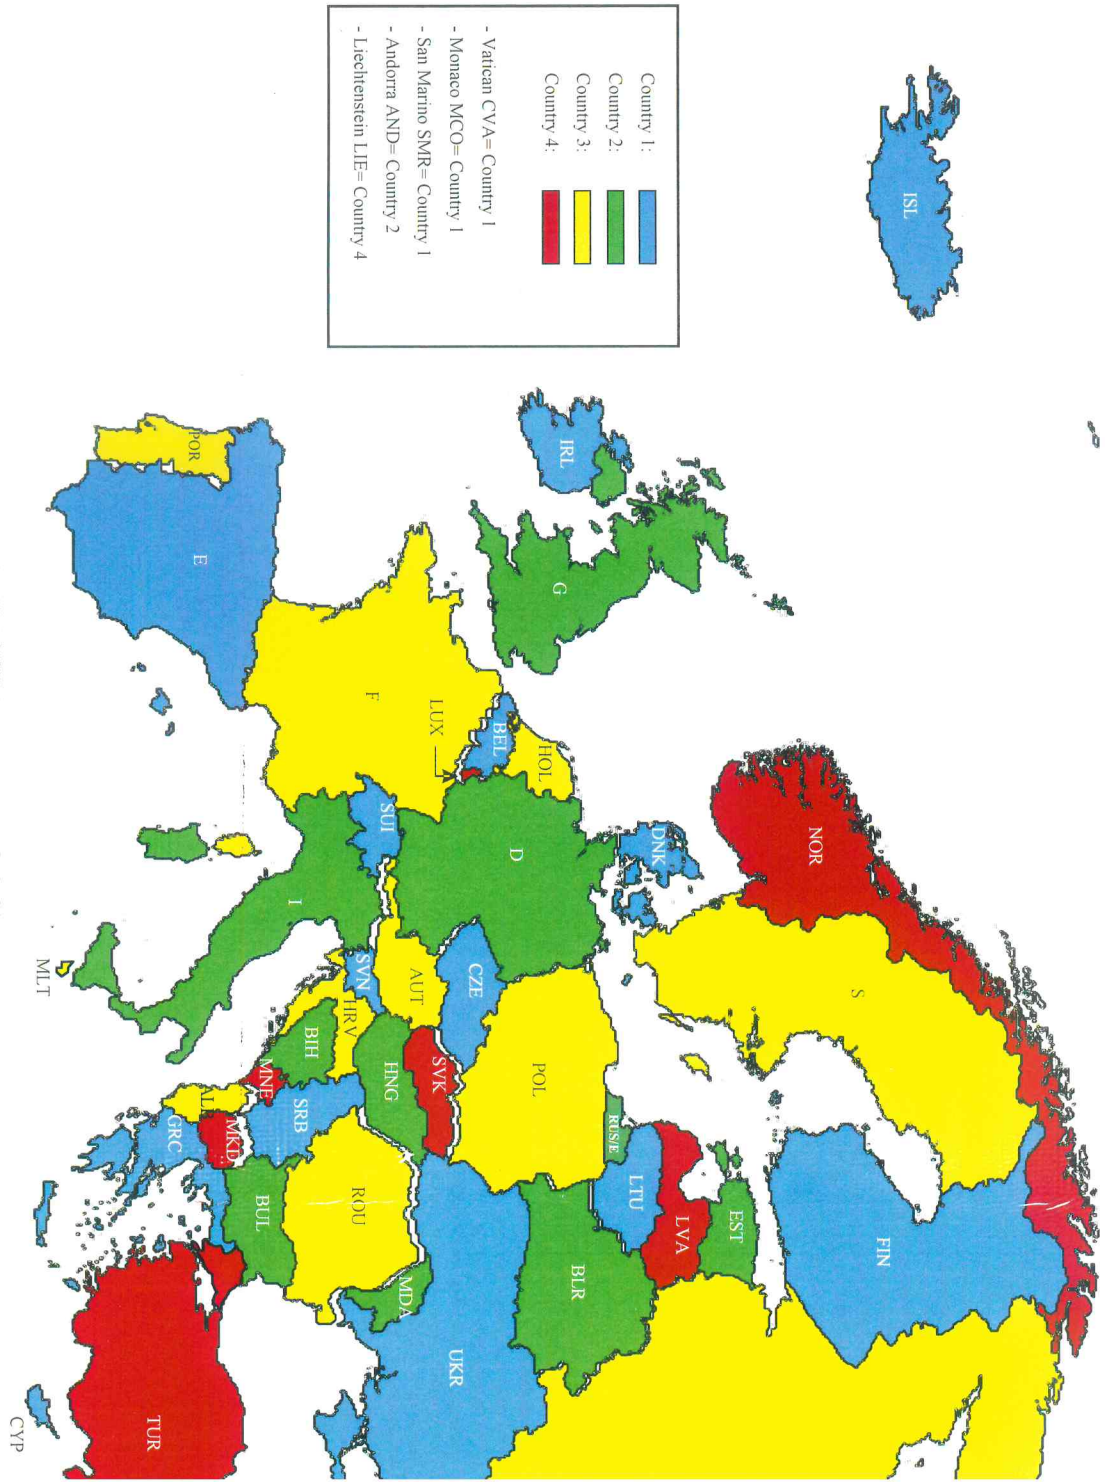 Country 1:
Country 2:
Country 3:
Country 4:
- Vatican CVA= Country 1
- Monaco MCO= Country 1
- San Marino SMR= Country 1
- Andorra AND= Country 2
- Liechtenstein LIE= Country 4
ISL
NOR
S
FIN
EST
LVA
LTU
RUS/E
DNK
IRL
G
HOL
BEL
LUX
D
POL
BLR
CZE
UKR
SVK
F
SUI
AUT
HNG
MDA
SVN
HRV
ROU
I
BIH
SRB
BUL
MNE
MKD
AL
GRC
POR
E
MLT
TUR
CYP